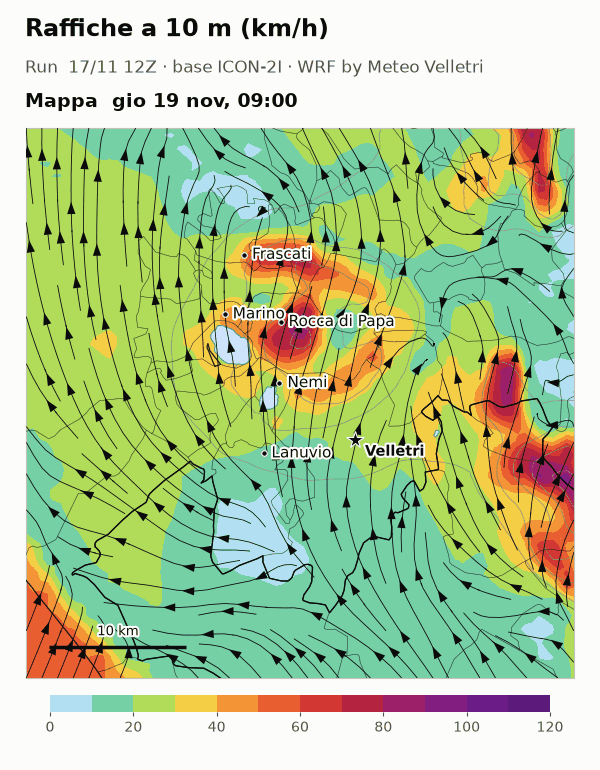 Raffiche a 10 m (km/h)
Run  17/11 12Z · base ICON-2I · WRF by Meteo Velletri
Mappa  gio 19 nov, 09:00
Frascati
Marino
Rocca di Papa
Nemi
Lanuvio
Velletri
10 km
0 20 40 60 80 100 120